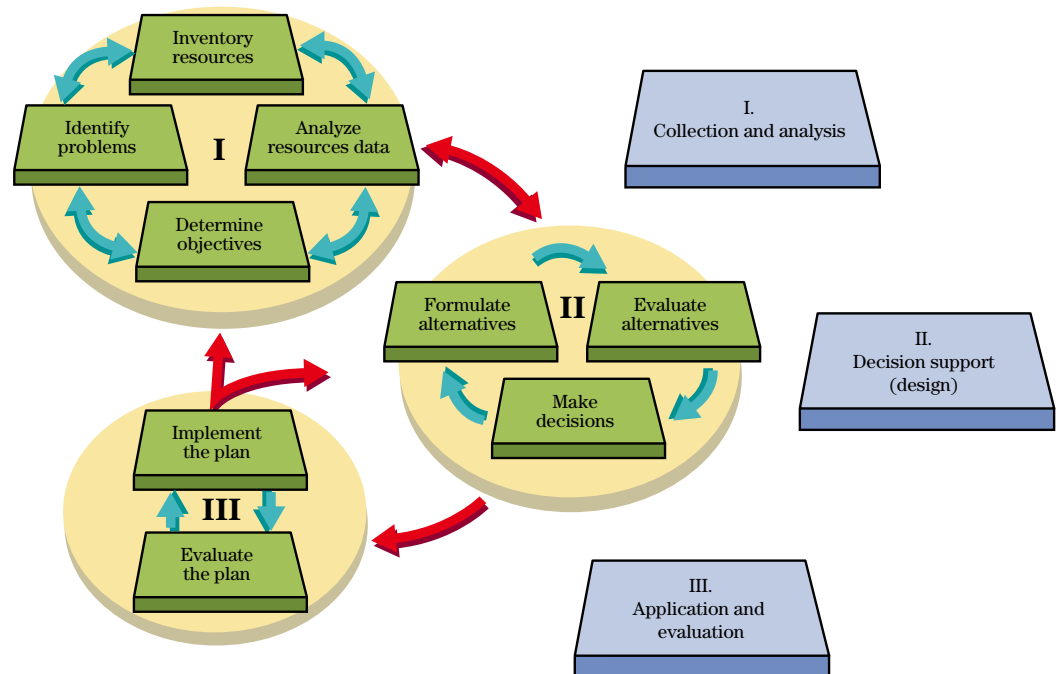 Inventory
resources
Identify
problems
I
Analyze
resources data
Determine
objectives
I.
Collection and analysis
Formulate
alternatives
II
Evaluate
alternatives
Make
decisions
II.
Decision support
(design)
Implement
the plan
III
Evaluate
the plan
III.
Application and
evaluation